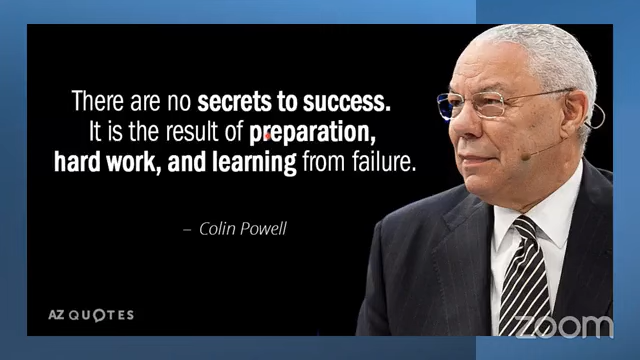 There are no secrets to success.
It is the result of preparation,
hard work, and learning from failure.
– Colin Powell
AZ QUOTES
zoom